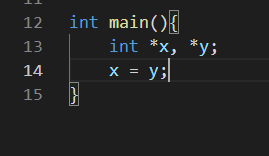 12 int main(){
13 int *x, *y;
14 x = y;
15 }